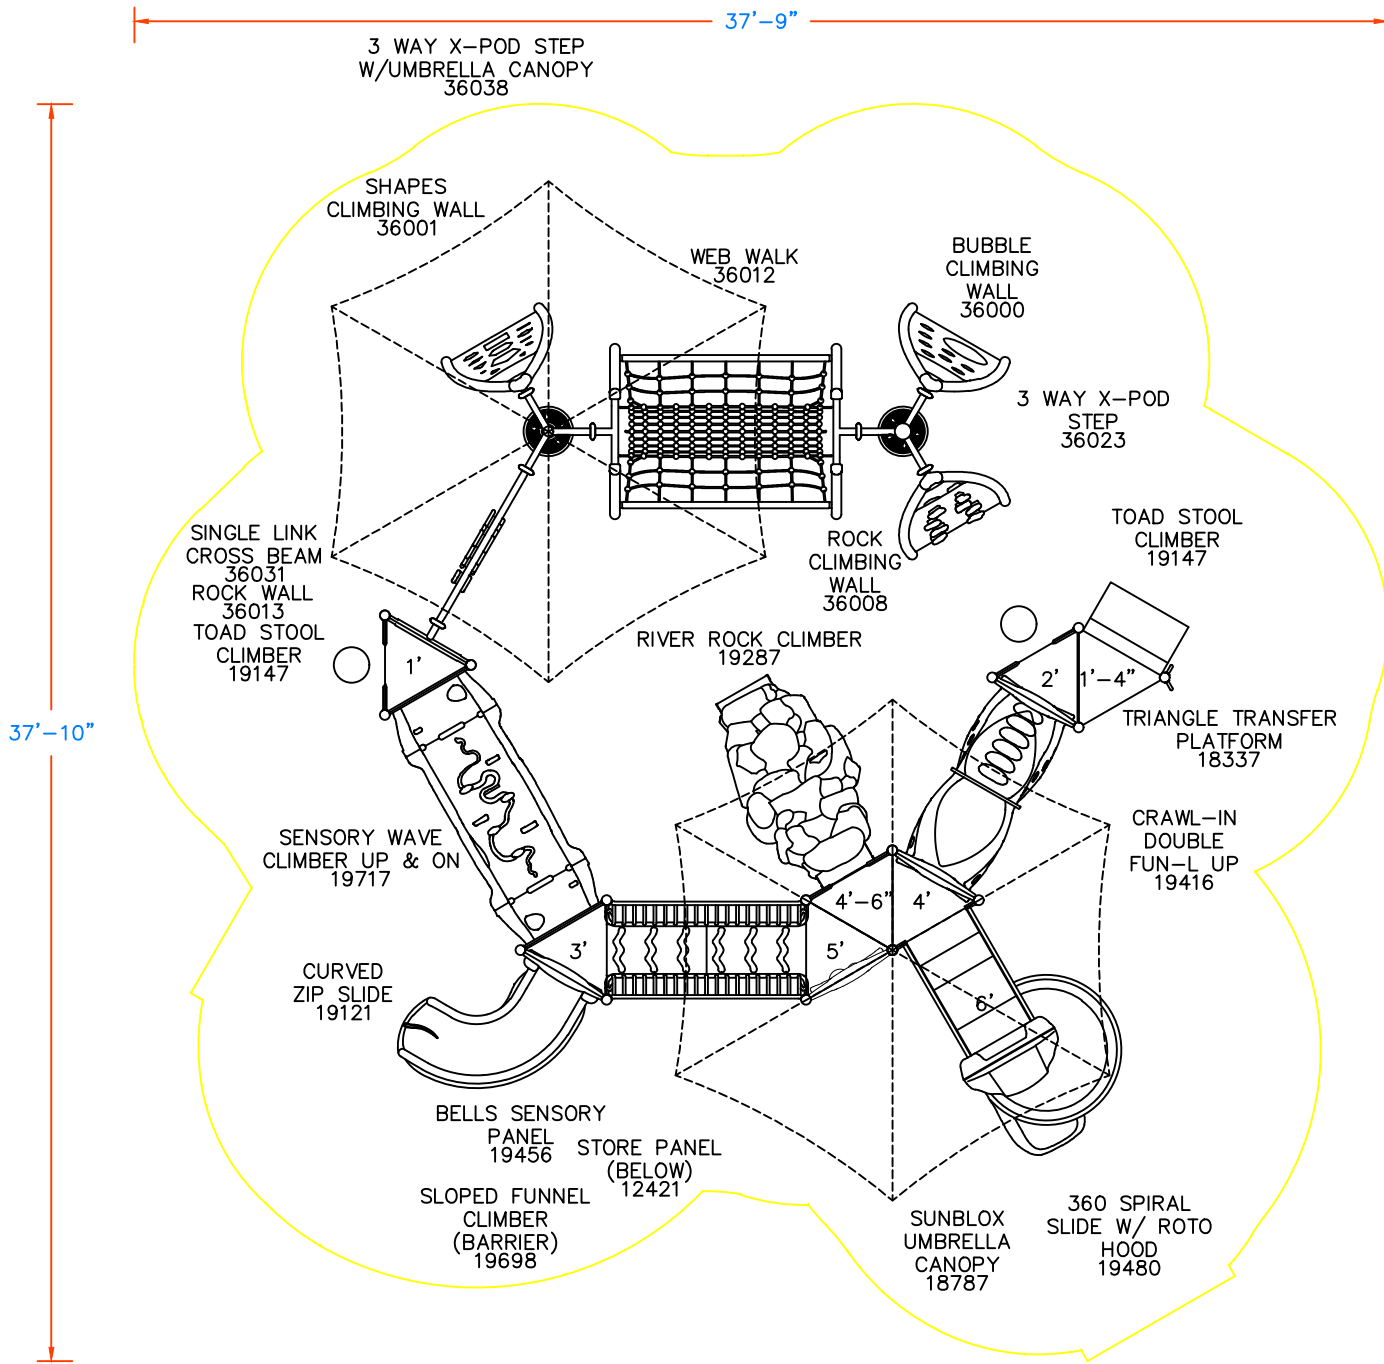 37'-9"
3 WAY X-POD STEP
W/UMBRELLA CANOPY
36038
SHAPES
CLIMBING WALL
36001
WEB WALK
36012
BUBBLE
CLIMBING
WALL
36000
3 WAY X-POD
STEP
36023
TOAD STOOL
CLIMBER
19147
ROCK
CLIMBING
WALL
36008
SINGLE LINK
CROSS BEAM
36031
ROCK WALL
36013
TOAD STOOL
CLIMBER
19147
1'
RIVER ROCK CLIMBER
19287
2'
1'-4"
TRIANGLE TRANSFER
PLATFORM
18337
37'-10"
SENSORY WAVE
CLIMBER UP & ON
19717
CRAWL-IN
DOUBLE
FUN-L UP
19416
4'-6"
4'
3'
5'
6'
CURVED
ZIP SLIDE
19121
BELLS SENSORY
PANEL
19456
STORE PANEL
(BELOW)
12421
SLOPED FUNNEL
CLIMBER
(BARRIER)
19698
SUNBLOX
UMBRELLA
CANOPY
18787
360 SPIRAL
SLIDE W/ ROTO
HOOD
19480